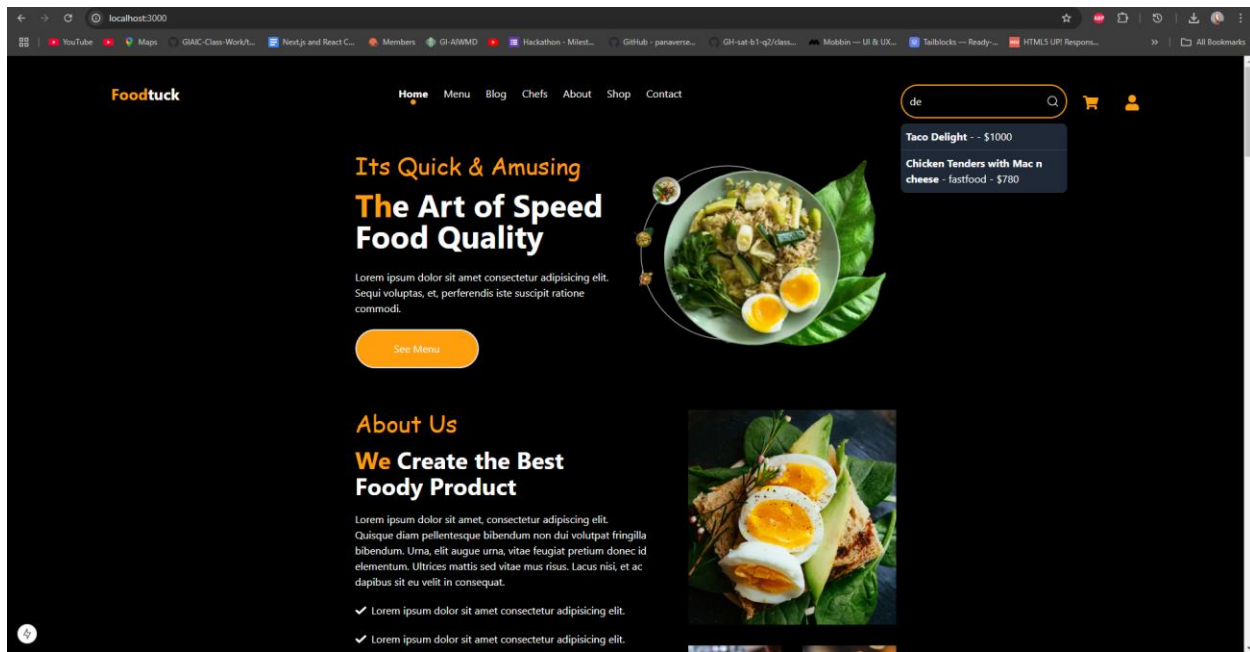 localhost:3000
YouTube Maps GIAIC-Class-Work/t... Next.js and React C... Members GI-AIWMD Hackathon - Milest... GitHub - panaverse... GH-sat-b1-q2/class... Mobbin — UI & UX... Tailblocks — Ready-... HTML5 UP! Respons... All Bookmarks
Foodtuck Home Menu Blog Chefs About Shop Contact de
Taco Delight - - $1000
Chicken Tenders with Mac n
cheese - fastfood - $780
Its Quick & Amusing
The Art of Speed
Food Quality
Lorem ipsum dolor sit amet consectetur adipisicing elit.
Sequi voluptas, et, perferendis iste suscipit ratione
commodi.
See Menu
About Us
We Create the Best
Foody Product
Lorem ipsum dolor sit amet, consectetur adipiscing elit.
Quisque diam pellentesque bibendum non dui volutpat fringilla
bibendum. Urna, elit augue urna, vitae feugiat pretium donec id
elementum. Ultrices mattis sed vitae mus risus. Lacus nisi, et ac
dapibus sit eu velit in consequat.
Lorem ipsum dolor sit amet consectetur adipisicing elit.
Lorem ipsum dolor sit amet consectetur adipisicing elit.